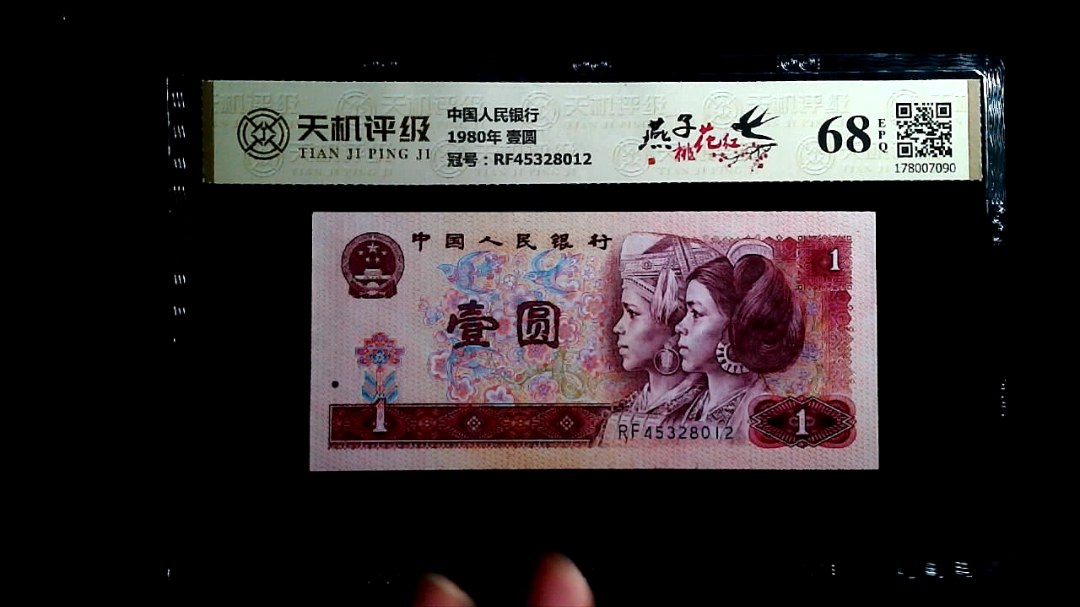 天机评级
TIAN JI PING JI
中国人民银行
1980年 壹圆
冠号：RF45328012
燕子
桃花红
68
EPQ
178007090
中国人民银行
1
壹圆
1
RF45328012
1